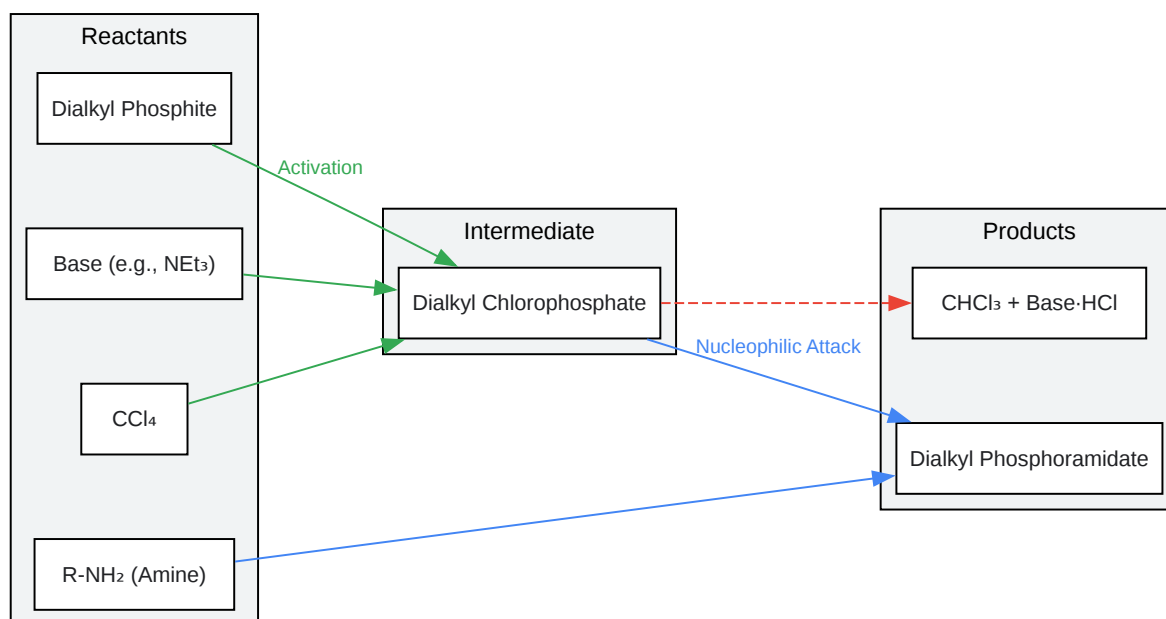 Reactants
Dialkyl Phosphite
Activation
Base (e.g., NEt₃)
CCl₄
R-NH₂ (Amine)
Intermediate
Dialkyl Chlorophosphate
Nucleophilic Attack
Products
CHCl₃ + Base·HCl
Dialkyl Phosphoramidate